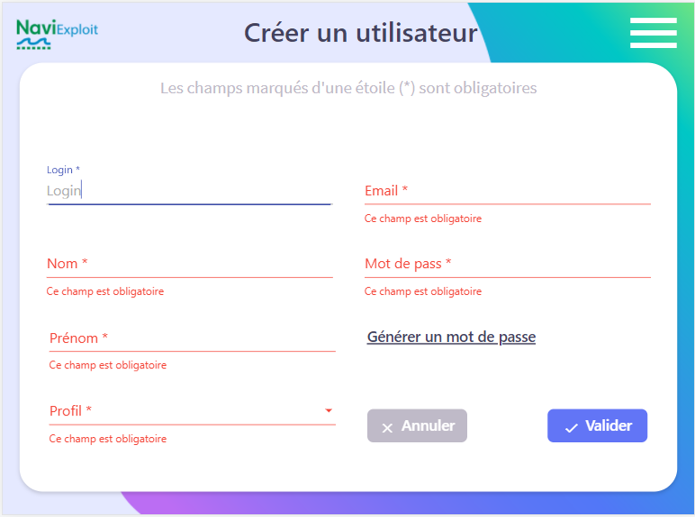 NaviExploit
Créer un utilisateur
Les champs marqués d'une étoile (*) sont obligatoires
Login *
Login
Email *
Ce champ est obligatoire
Nom *
Mot de pass *
Ce champ est obligatoire
Ce champ est obligatoire
Prénom *
Générer un mot de passe
Ce champ est obligatoire
Profil *
Annuler
Valider
Ce champ est obligatoire